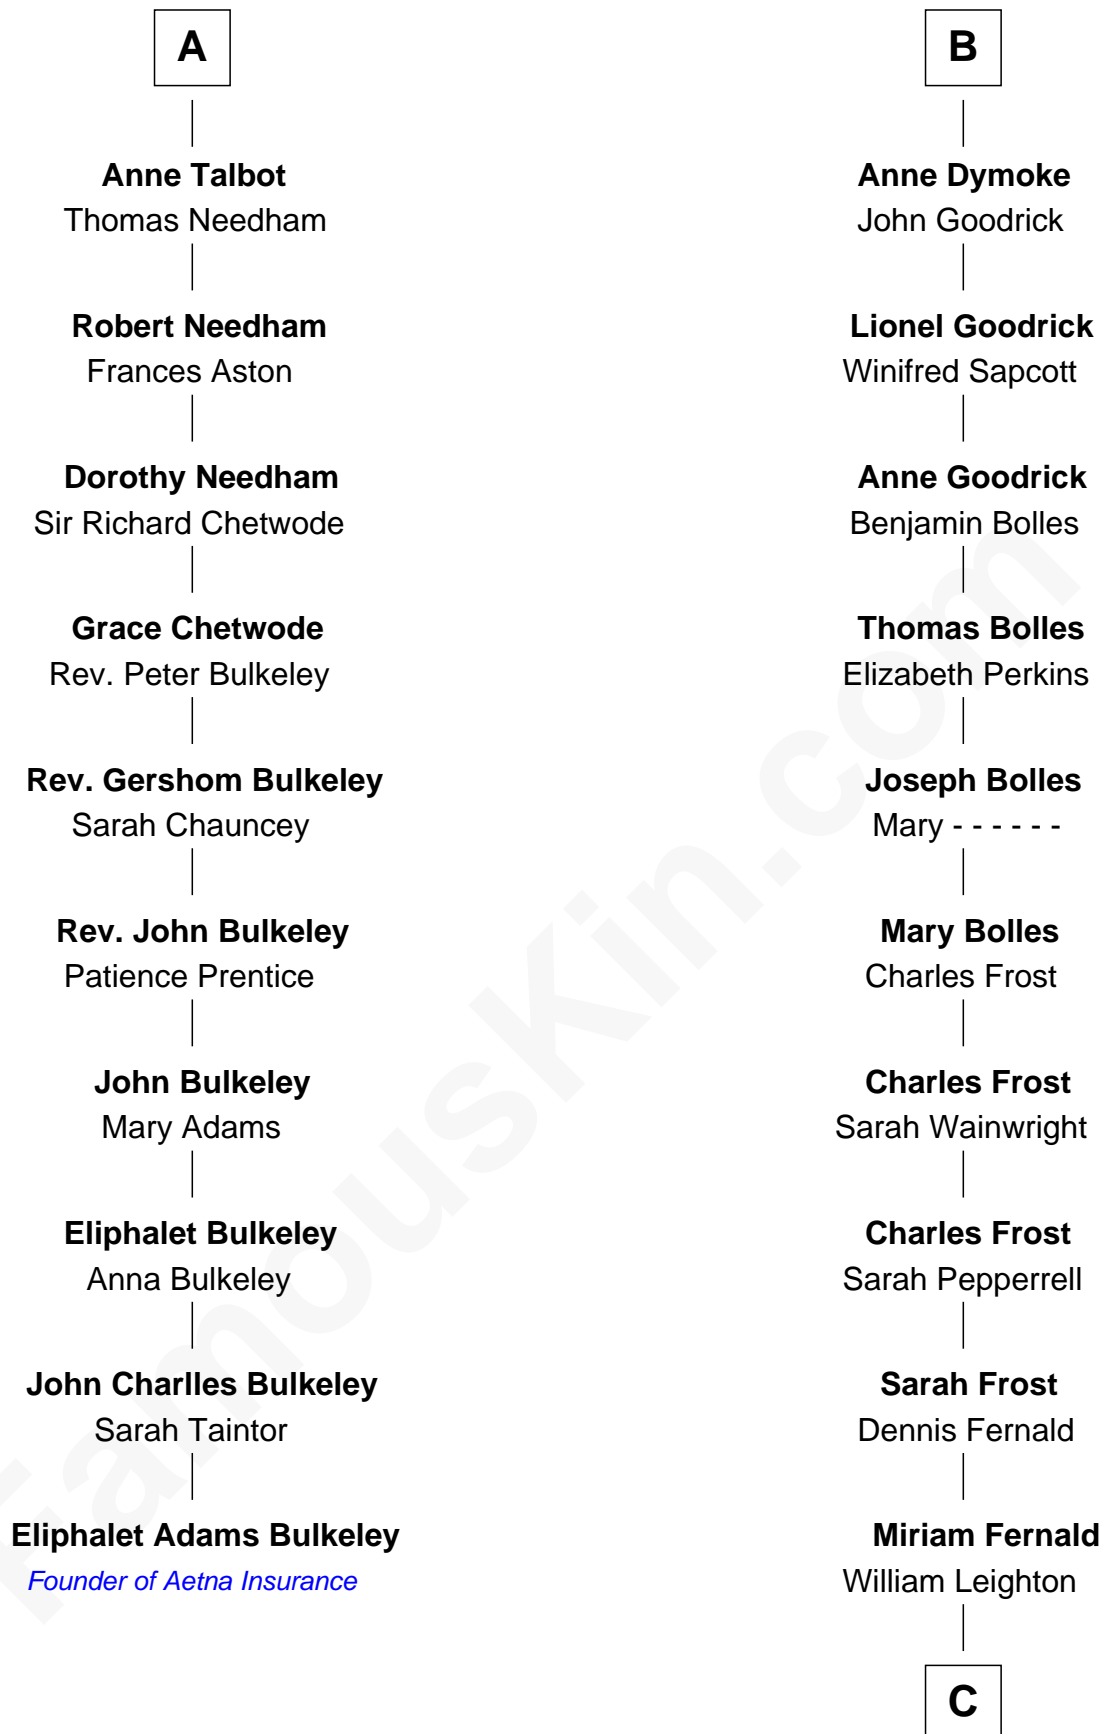 A
Anne Talbot
Thomas Needham
Robert Needham
Frances Aston
Dorothy Needham
Sir Richard Chetwode
Grace Chetwode
Rev. Peter Bulkeley
Rev. Gershom Bulkeley
Sarah Chauncey
Rev. John Bulkeley
Patience Prentice
John Bulkeley
Mary Adams
Eliphalet Bulkeley
Anna Bulkeley
John Charlles Bulkeley
Sarah Taintor
Eliphalet Adams Bulkeley
Founder of Aetna Insurance
B
Anne Dymoke
John Goodrick
Lionel Goodrick
Winifred Sapcott
Anne Goodrick
Benjamin Bolles
Thomas Bolles
Elizabeth Perkins
Joseph Bolles
Mary - - - - - -
Mary Bolles
Charles Frost
Charles Frost
Sarah Wainwright
Charles Frost
Sarah Pepperrell
Sarah Frost
Dennis Fernald
Miriam Fernald
William Leighton
C
FamousKin.com